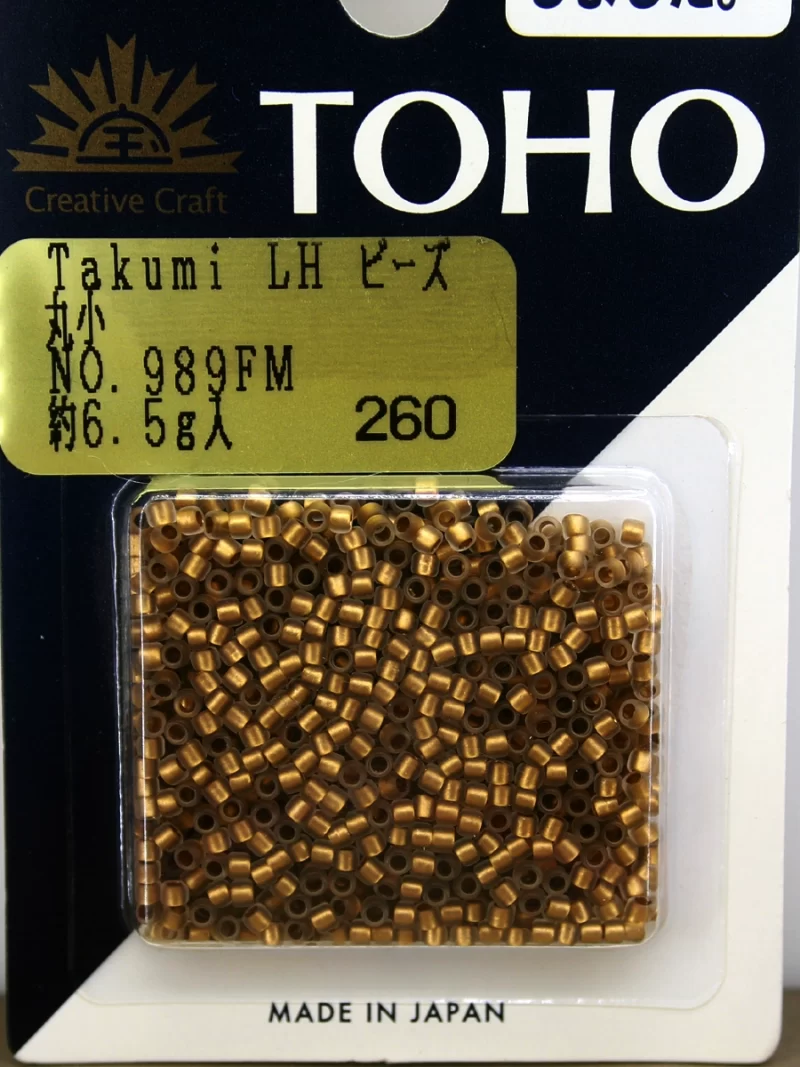 TOHO
玉
Creative Craft
Takumi LH ビーズ
丸小
NO. 989FM
約6.5g入 260
MADE IN JAPAN